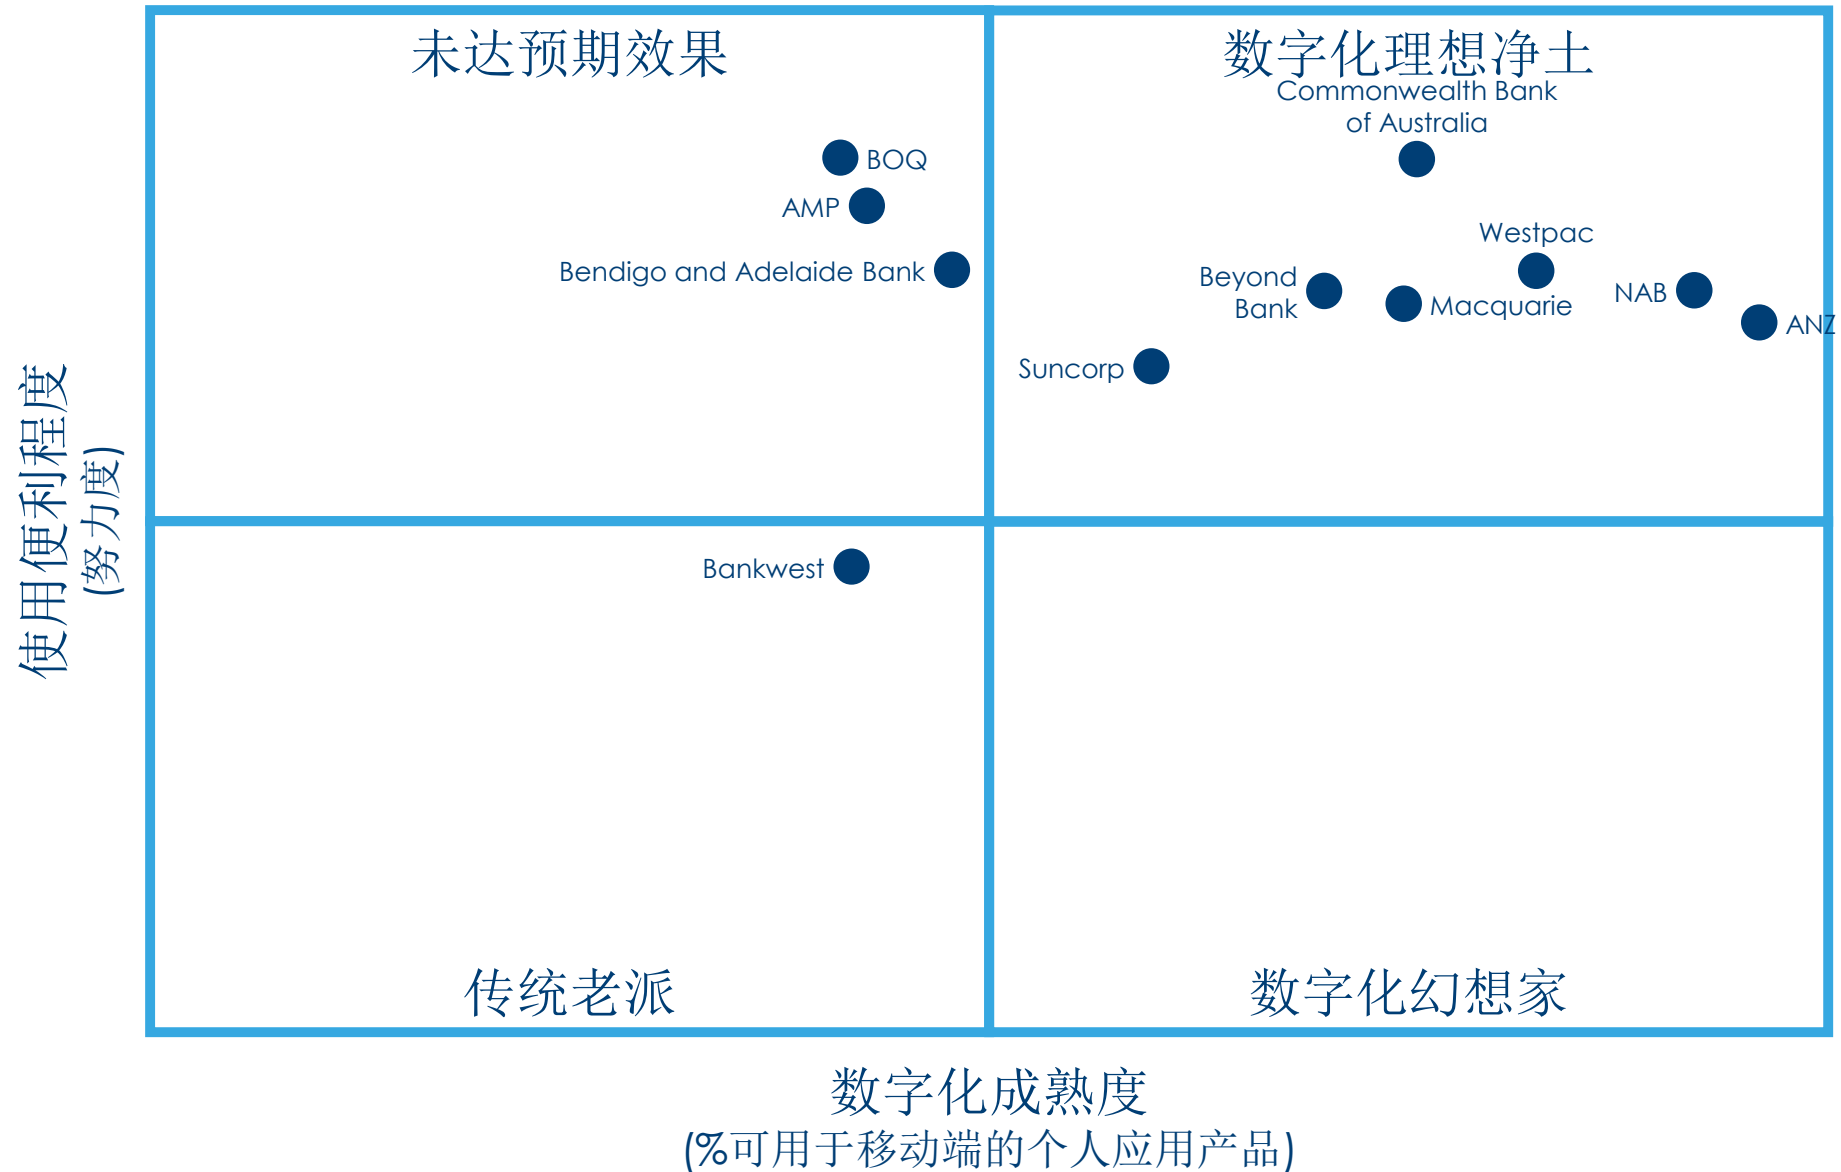 未达预期效果
数字化理想净土
Commonwealth Bank
of Australia
BOQ
AMP
Bendigo and Adelaide Bank
Westpac
Beyond
Bank
Macquarie
NAB
ANZ
Suncorp
使用便利程度
(努力度)
Bankwest
传统老派
数字化幻想家
数字化成熟度
(%可用于移动端的个人应用产品)